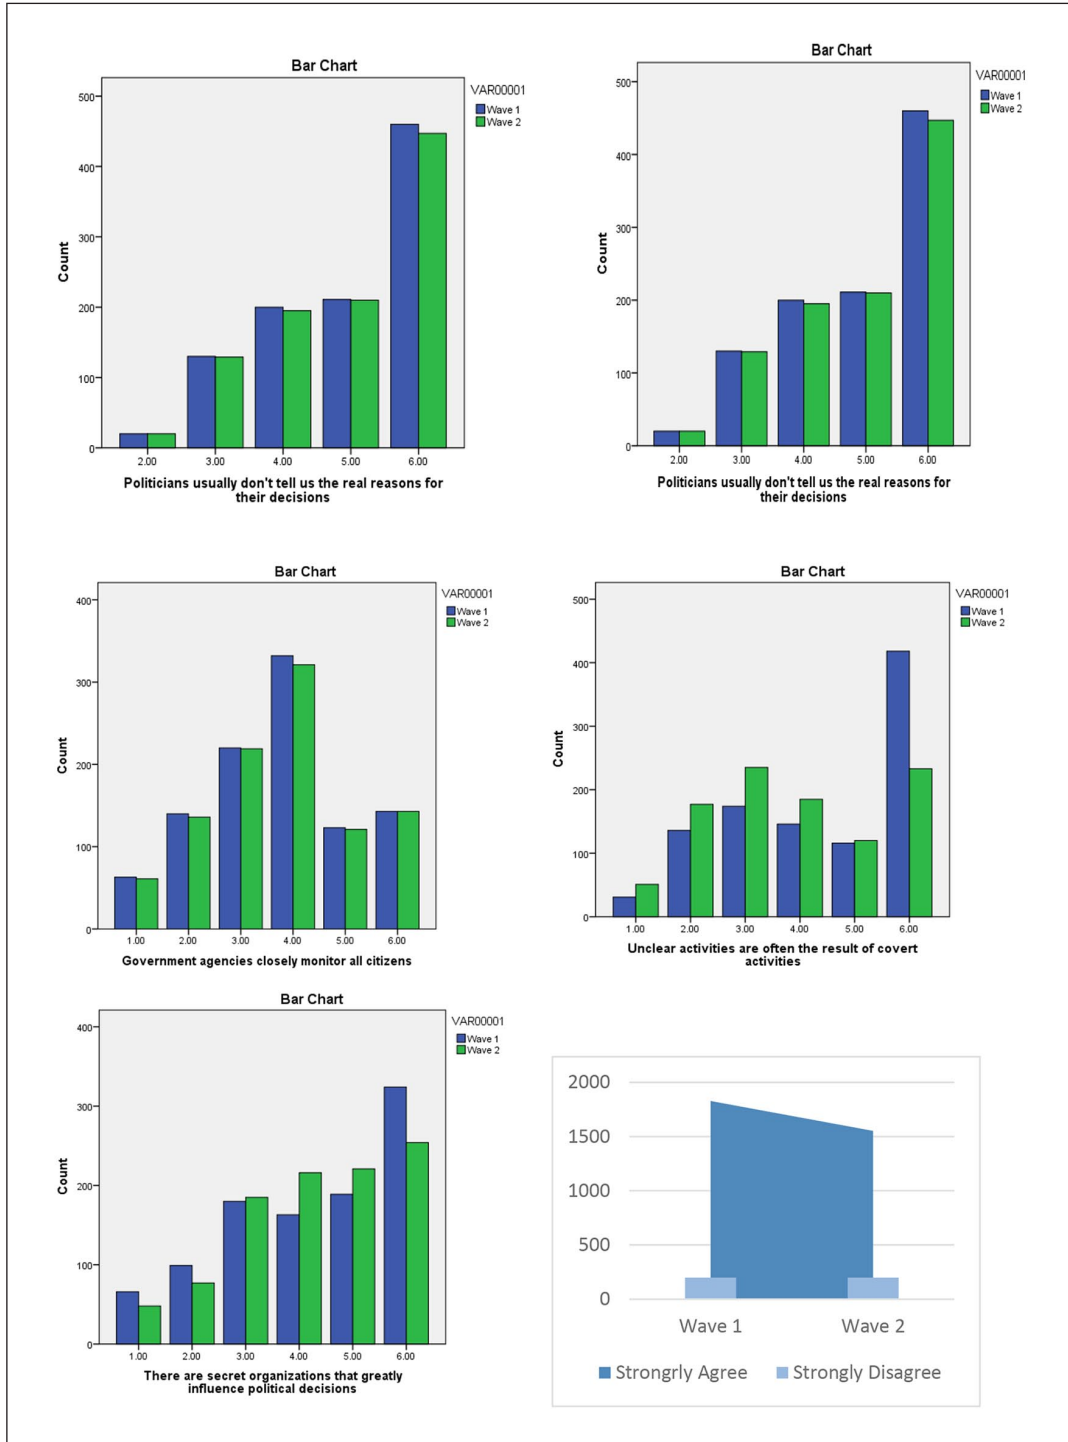 Bar Chart
VAR00001
Wave 1
Wave 2
500
400
300
200
100
0
Count
2.00 3.00 4.00 5.00 6.00
Politicians usually don't tell us the real reasons for
their decisions
Bar Chart
VAR00001
Wave 1
Wave 2
500
400
300
200
100
0
Count
2.00 3.00 4.00 5.00 6.00
Politicians usually don't tell us the real reasons for
their decisions
Bar Chart
VAR00001
Wave 1
Wave 2
400
300
200
100
0
Count
1.00 2.00 3.00 4.00 5.00 6.00
Government agencies closely monitor all citizens
Bar Chart
VAR00001
Wave 1
Wave 2
500
400
300
200
100
0
Count
1.00 2.00 3.00 4.00 5.00 6.00
Unclear activities are often the result of covert
activities
Bar Chart
VAR00001
Wave 1
Wave 2
400
300
200
100
0
Count
1.00 2.00 3.00 4.00 5.00 6.00
There are secret organizations that greatly
influence political decisions
2000
1500
1000
500
0
Wave 1 Wave 2
Strongrly Agree Strongly Disagree